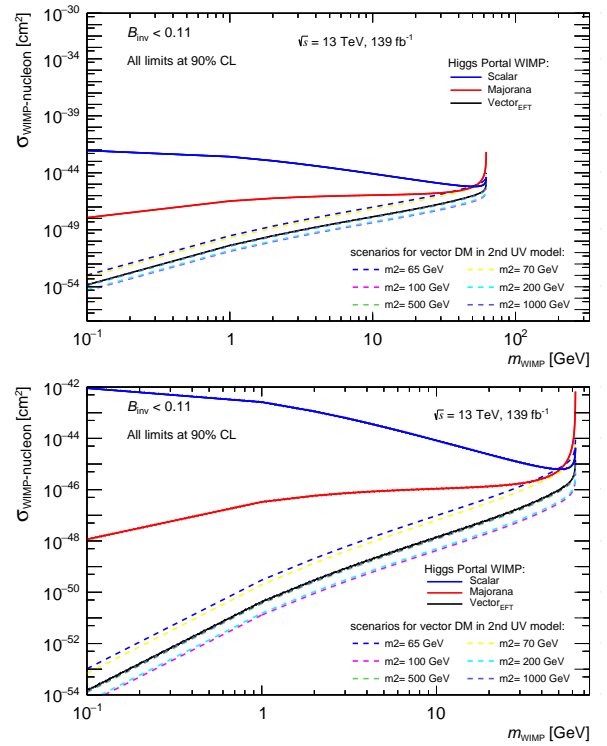 σ_WIMP-nucleon [cm²]
10⁻³⁰
10⁻³⁴
10⁻³⁹
10⁻⁴⁴
10⁻⁴⁹
10⁻⁵⁴
B_inv < 0.11
√s = 13 TeV, 139 fb⁻¹
All limits at 90% CL
Higgs Portal WIMP:
Scalar
Majorana
Vector_EFT
scenarios for vector DM in 2nd UV model:
m2= 65 GeV m2= 70 GeV
m2= 100 GeV m2= 200 GeV
m2= 500 GeV m2= 1000 GeV
10⁻¹ 1 10 10²
m_WIMP [GeV]
σ_WIMP-nucleon [cm²]
10⁻⁴²
10⁻⁴⁴
10⁻⁴⁶
10⁻⁴⁸
10⁻⁵⁰
10⁻⁵²
10⁻⁵⁴
B_inv < 0.11
√s = 13 TeV, 139 fb⁻¹
All limits at 90% CL
Higgs Portal WIMP:
Scalar
Majorana
Vector_EFT
scenarios for vector DM in 2nd UV model:
m2= 65 GeV m2= 70 GeV
m2= 100 GeV m2= 200 GeV
m2= 500 GeV m2= 1000 GeV
10⁻¹ 1 10
m_WIMP [GeV]